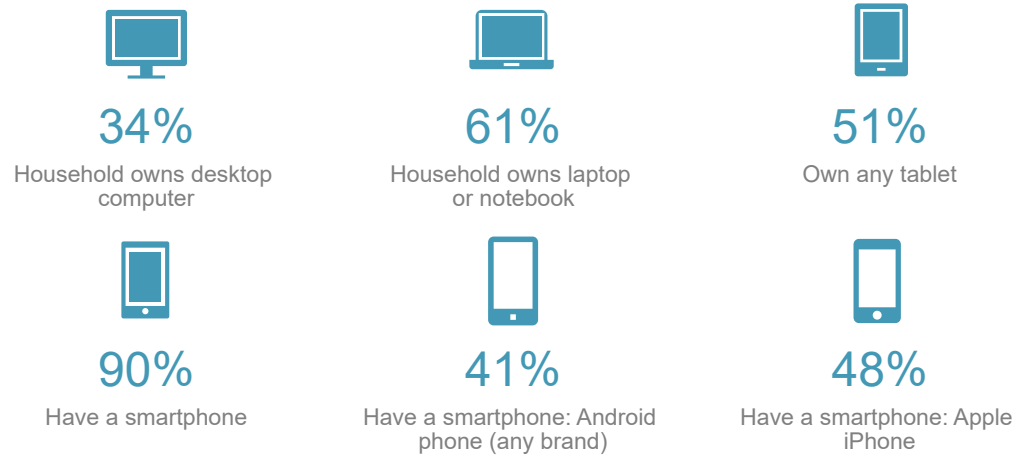 34%
Household owns desktop
computer
61%
Household owns laptop
or notebook
51%
Own any tablet
90%
Have a smartphone
41%
Have a smartphone: Android
phone (any brand)
48%
Have a smartphone: Apple
iPhone